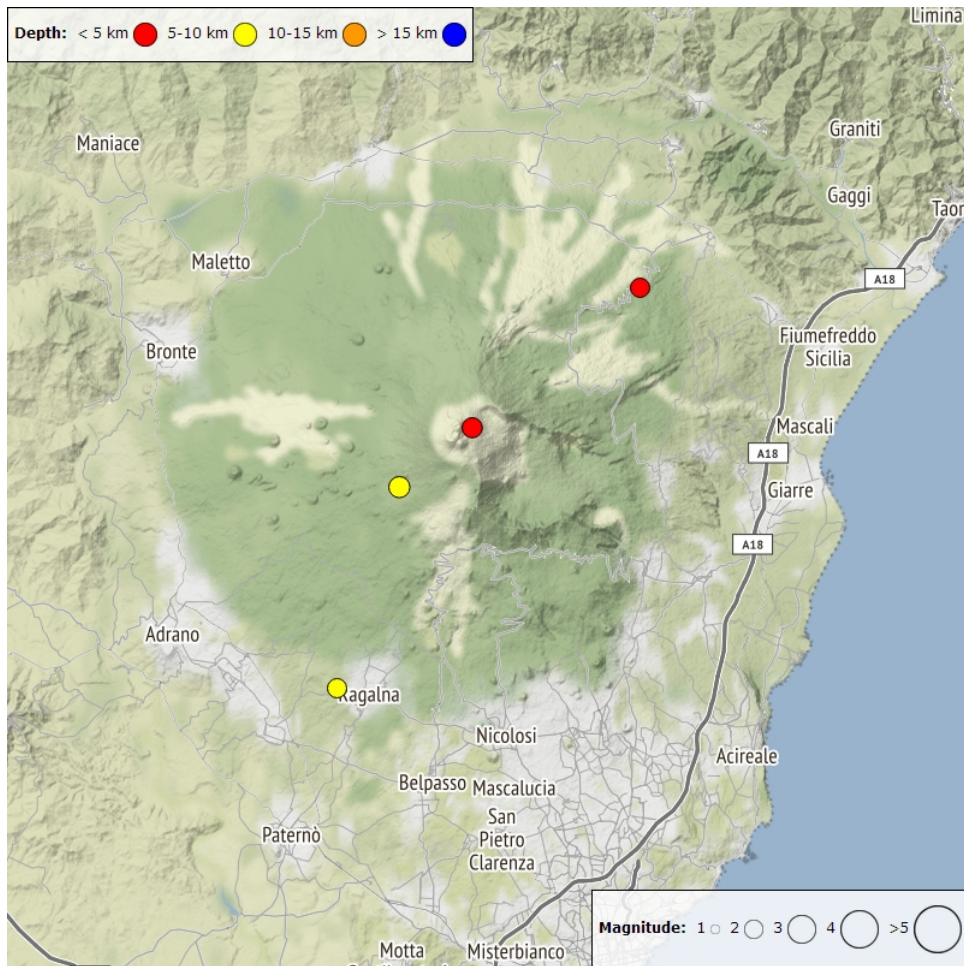 Depth: < 5 km 5-10 km 10-15 km > 15 km
Limina
Maniace
Graniti
Gaggi
Taor
Maletto
A18
Bronte
Fiumefreddo
Sicilia
Mascali
A18
Giarre
A18
Adrano
Ragalna
Nicolosi
Acireale
Belpasso
Mascalucia
San
Pietro
Clarenza
Paternò
Magnitude: 1 2 3 4 >5
Motta
Misterbianco